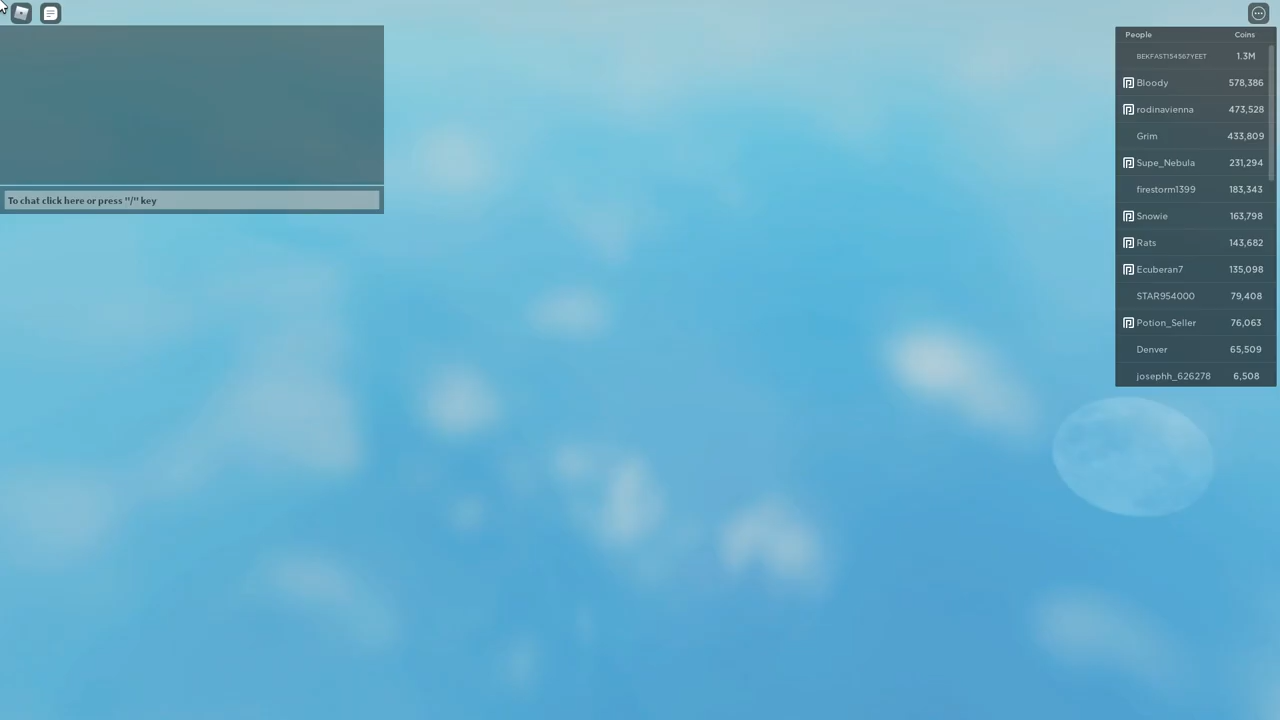 People Coins
BEKFAST154567YEET 1.3M
Bloody 578,386
rodinavienna 473,528
Grim 433,809
Supe_Nebula 231,294
firestorm1399 183,343
Snowie 163,798
Rats 143,682
Ecuberan7 135,098
STAR954000 79,408
Potion_Seller 76,063
Denver 65,509
josephh_626278 6,508
To chat click here or press "/" key